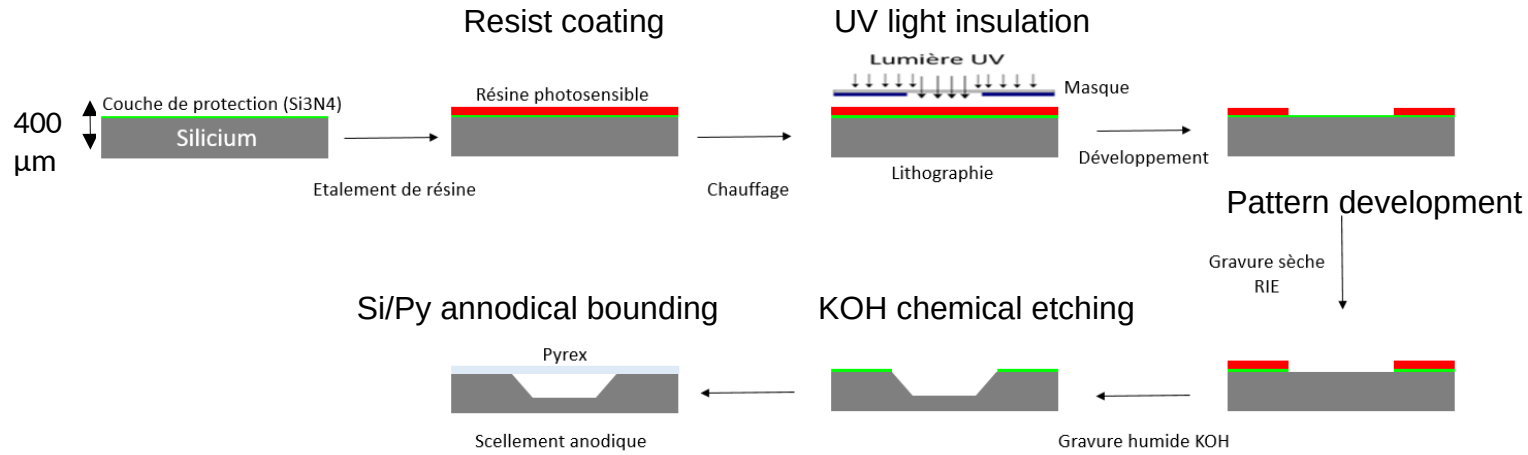 Resist coating
UV light insulation
Lumière UV
Couche de protection (Si3N4)
Résine photosensible
Masque
400
µm
Silicium
Développement
Lithographie
Etalement de résine
Chauffage
Pattern development
Gravure sèche
RIE
Si/Py annodical bounding
KOH chemical etching
Pyrex
Scellement anodique
Gravure humide KOH